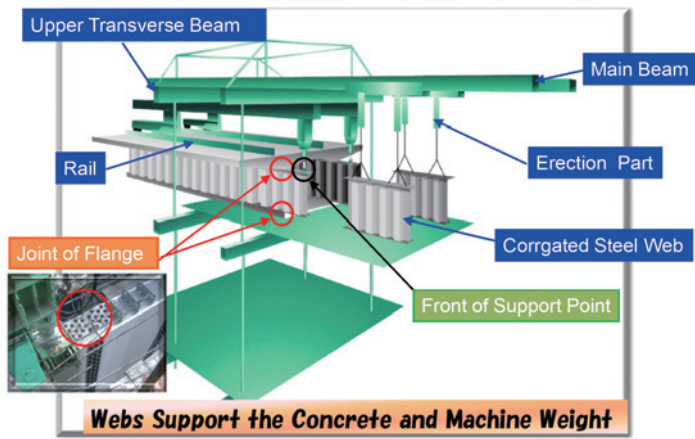 Upper Transverse Beam
Main Beam
Rail
Erection Part
Joint of Flange
Corrgated Steel Web
Front of Support Point
Webs Support the Concrete and Machine Weight